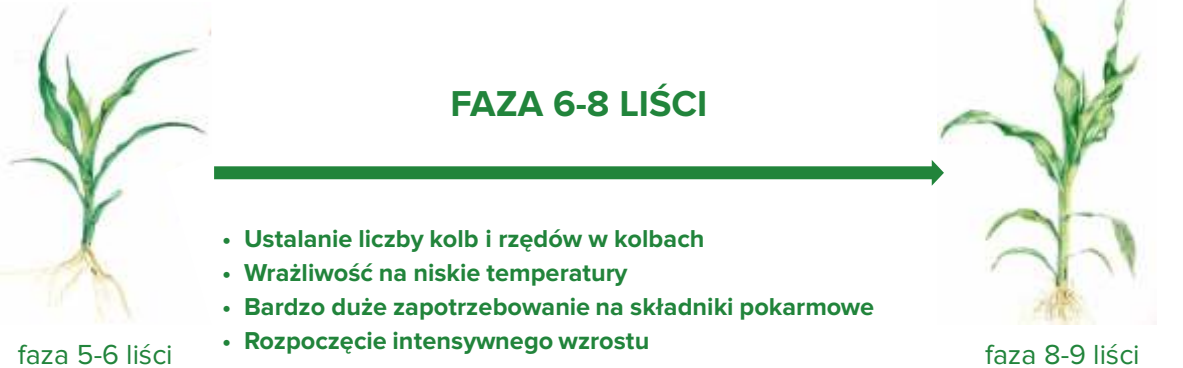 FAZA 6-8 LIŚCI
• Ustalanie liczby kolb i rzędów w kolbach
• Wrażliwość na niskie temperatury
• Bardzo duże zapotrzebowanie na składniki pokarmowe
• Rozpoczęcie intensywnego wzrostu
faza 5-6 liści
faza 8-9 liści